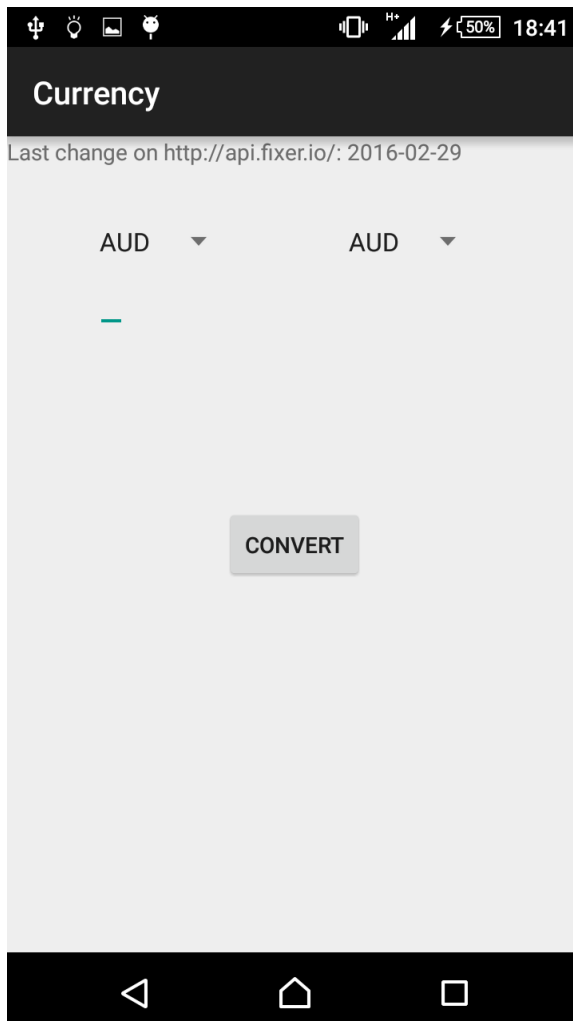 H+ 50% 18:41
Currency
Last change on http://api.fixer.io/: 2016-02-29
AUD AUD
CONVERT